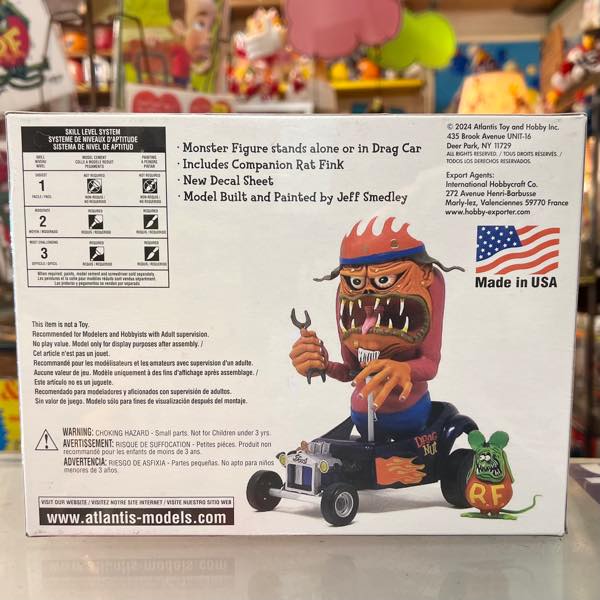 SKILL LEVEL SYSTEM
SYSTEME DE NIVEAUX D'APTITUDE
SISTEMA DE NIVEL DE APTITUD
1
2
3
· Monster Figure stands alone or in Drag Car
· Includes Companion Rat Fink
· New Decal Sheet
· Model Built and Painted by Jeff Smedley
© 2024 Atlantis Toy and Hobby Inc.
435 Brook Avenue UNIT-16
Deer Park, NY 11729
ALL RIGHTS RESERVED. / TOUS DROITS RÉSERVÉS. /
TODOS LOS DERECHOS RESERVADOS.
Export Agents:
International Hobbycraft Co.
272 Avenue Henri-Barbusse
Marly-lez, Valenciennes 59770 France
www.hobby-exporter.com
Made in USA
This item is not a Toy.
Recommended for Modelers and Hobbyists with Adult supervision.
No play value. Model only for display purposes after assembly. /
Cet article n'est pas un jouet.
Recommandé pour les modélisateurs et les amateurs avec supervision d'un adulte.
Aucune valeur de jeu. Modèle uniquement à des fins d'affichage après assemblage. /
Este artículo no es un juguete.
Recomendado para modeladores y aficionados con supervisión de adultos.
Sin valor de juego. Modelo sólo para fines de visualización después del montaje.
WARNING: CHOKING HAZARD - Small parts. Not for Children under 3 yrs.
AVERTISSEMENT: RISQUE DE SUFFOCATION - Petites pièces. Produit non
recommandé pour les enfants de moins de 3 ans.
ADVERTENCIA: RIESGO DE ASFIXIA - Partes pequeñas. No apto para niños
menores de 3 años.
VISIT OUR WEBSITE / VISITEZ NOTRE SITE INTERNET / VISITE NUESTRO SITIO WEB
www.atlantis-models.com
DRAG
NUT
R.F.